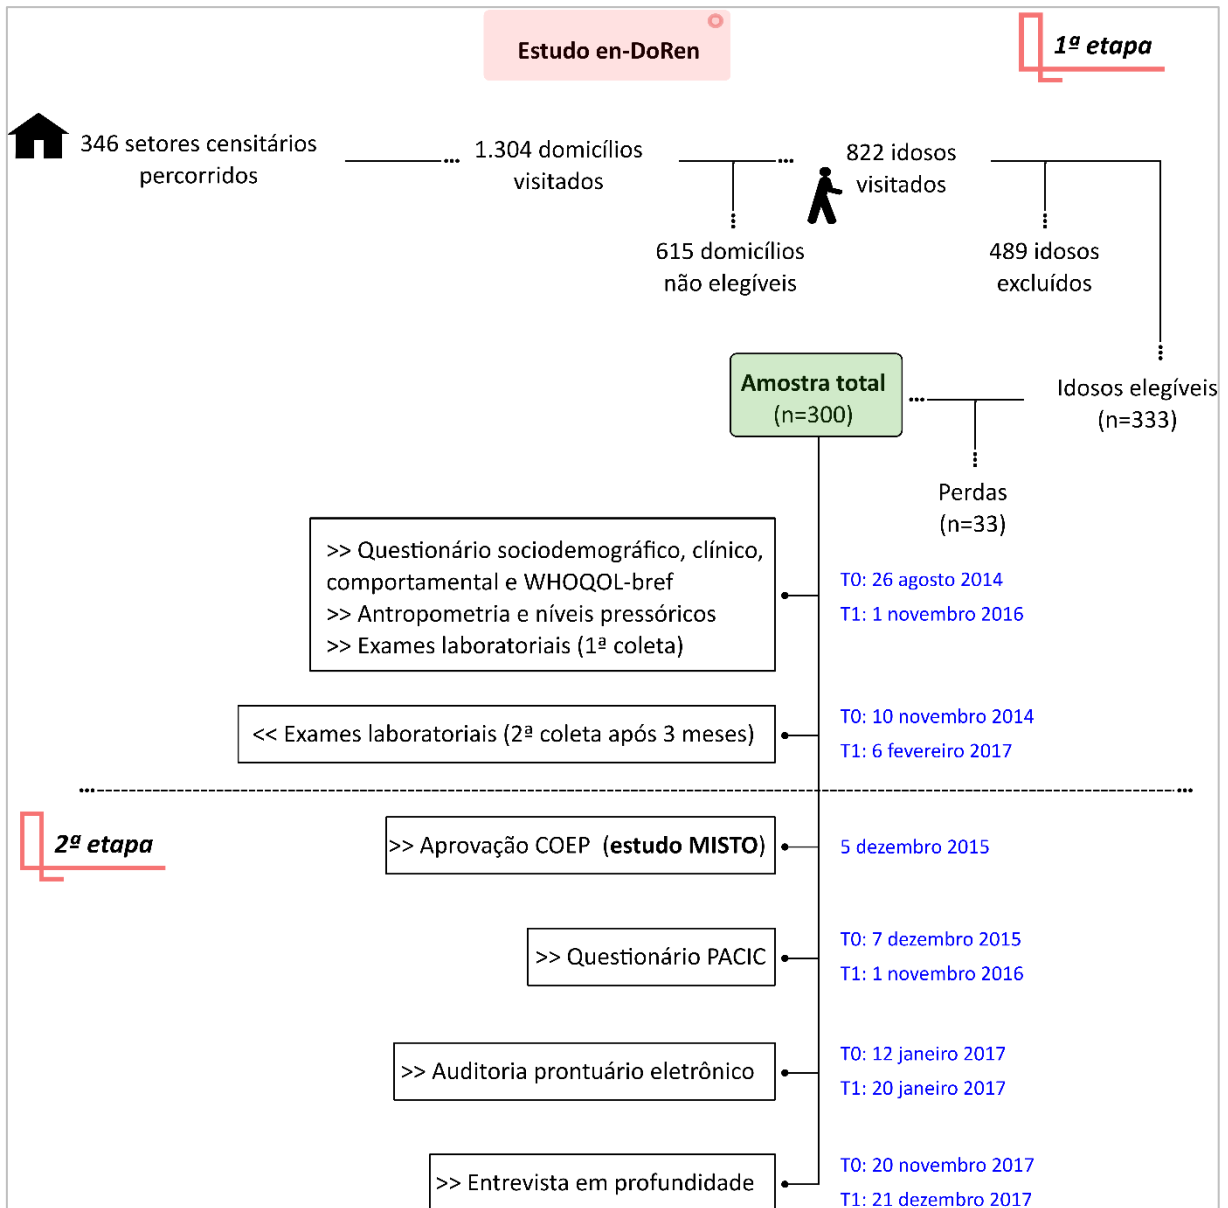 Estudo en-DoRen
1ª etapa
346 setores censitários
percorridos
1.304 domicílios
visitados
822 idosos
visitados
615 domicílios
não elegíveis
489 idosos
excluídos
Amostra total
(n=300)
Idosos elegíveis
(n=333)
Perdas
(n=33)
>> Questionário sociodemográfico, clínico,
comportamental e WHOQOL-bref
>> Antropometria e níveis pressóricos
>> Exames laboratoriais (1ª coleta)
T0: 26 agosto 2014
T1: 1 novembro 2016
<< Exames laboratoriais (2ª coleta após 3 meses)
T0: 10 novembro 2014
T1: 6 fevereiro 2017
2ª etapa
>> Aprovação COEP (estudo MISTO)
5 dezembro 2015
>> Questionário PACIC
T0: 7 dezembro 2015
T1: 1 novembro 2016
>> Auditoria prontuário eletrônico
T0: 12 janeiro 2017
T1: 20 janeiro 2017
>> Entrevista em profundidade
T0: 20 novembro 2017
T1: 21 dezembro 2017